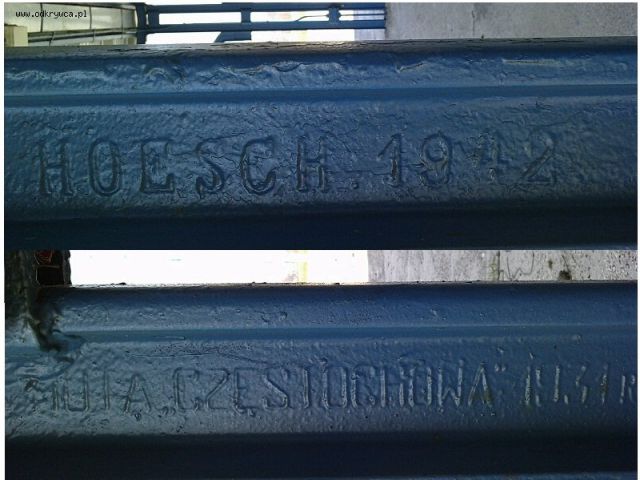 www.odkrywca.pl
HOESCH. 1942
HUTA „CZĘSTOCHOWA”